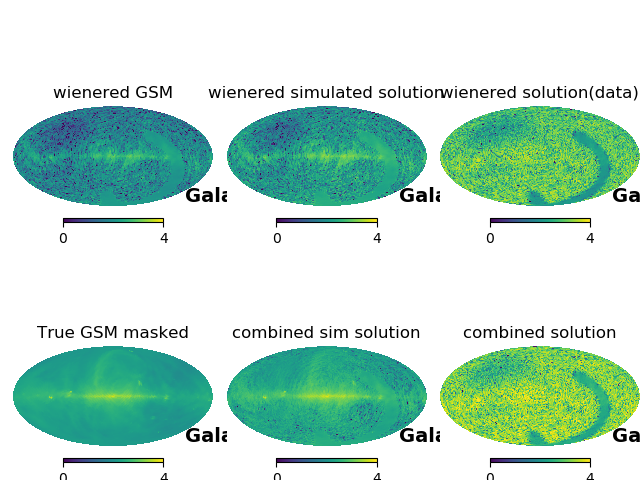 wienered GSM
wienered simulated solution
wienered solution(data)
Gala
Gala
Ga
0 4
0 4
0 4
True GSM masked
combined sim solution
combined solution
Gala
Gala
Ga
0 4
0 4
0 4